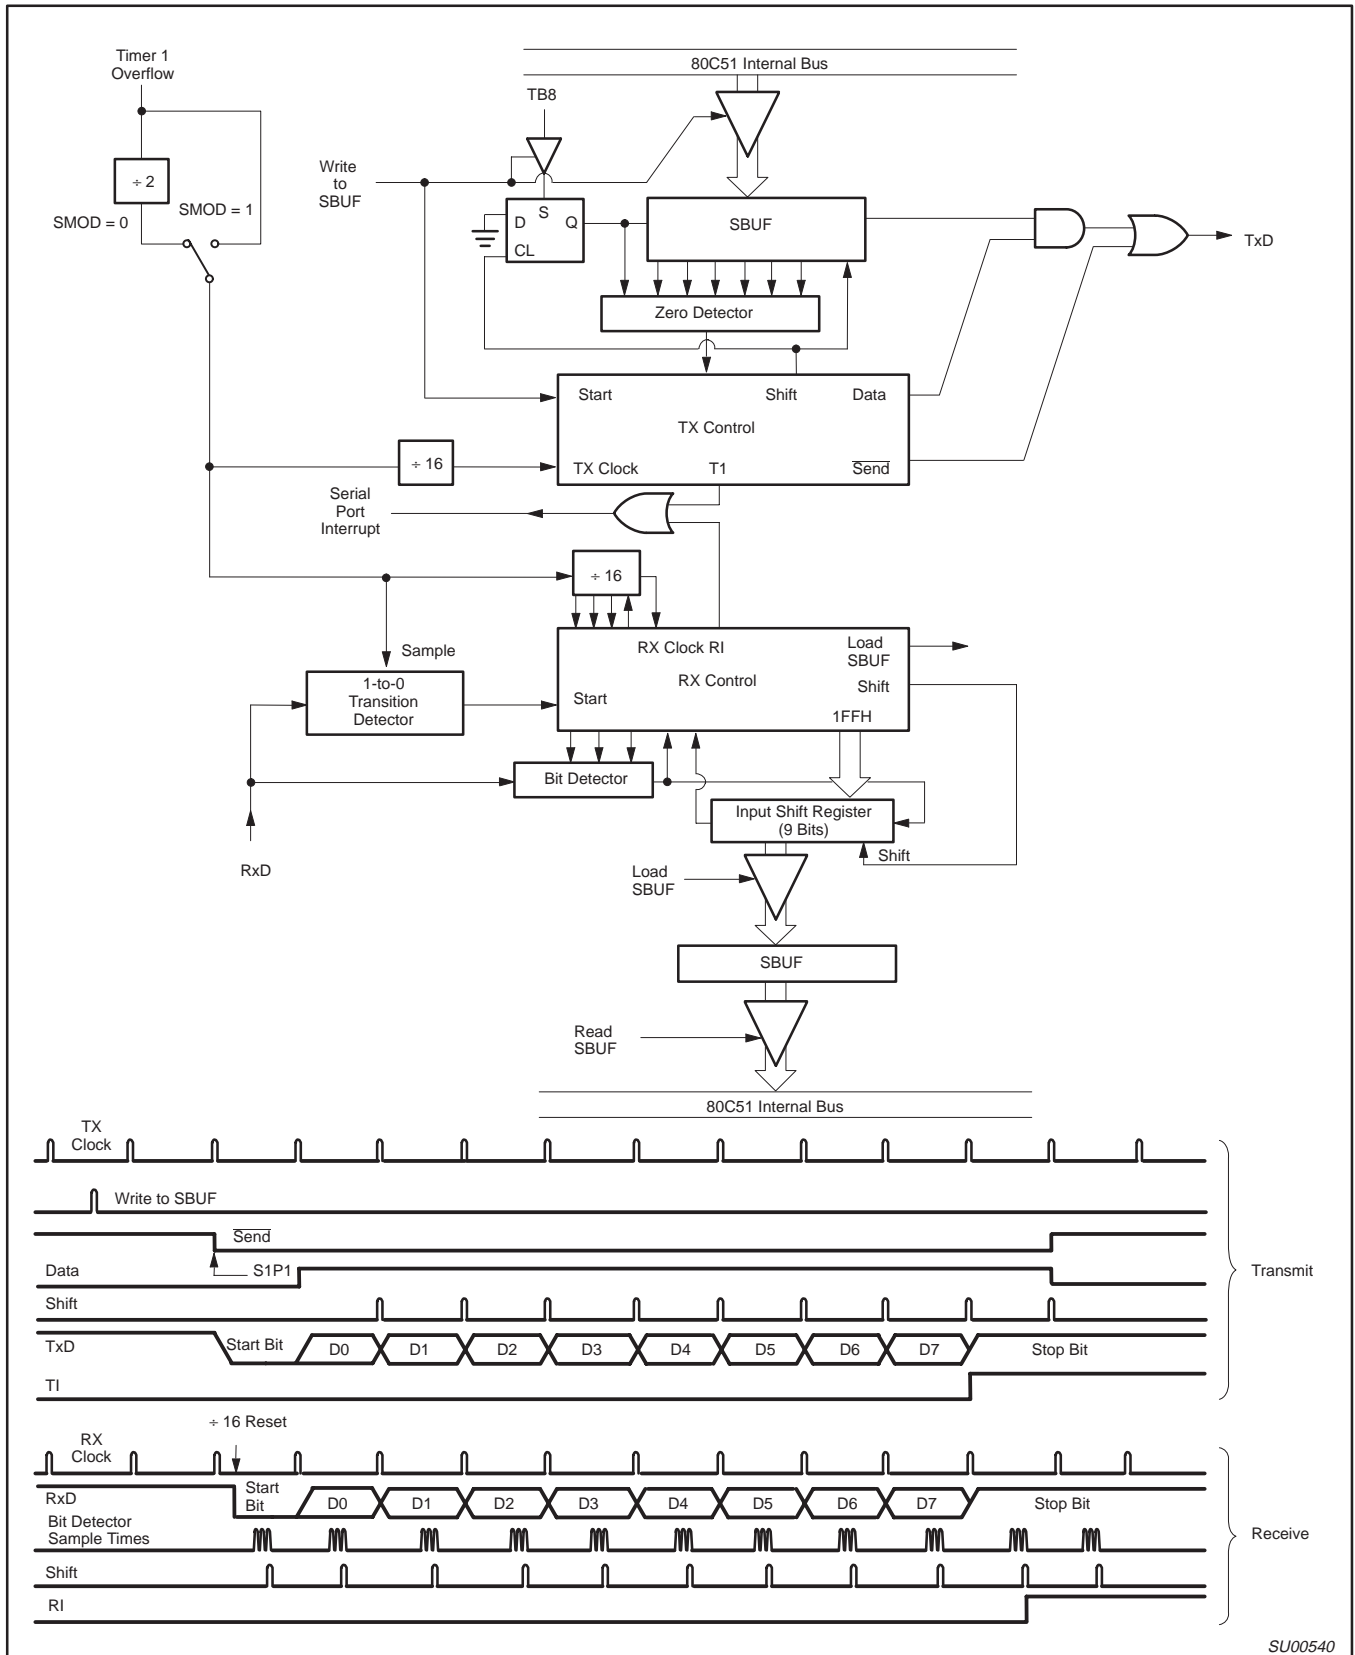 Timer 1
Overflow
80C51 Internal Bus
TB8
Write
to
SBUF
÷ 2
SMOD = 1
SMOD = 0
S
D
Q
CL
SBUF
TxD
Zero Detector
Start
Shift
Data
TX Control
÷ 16
TX Clock
T1
Send
Serial
Port
Interrupt
÷ 16
Sample
RX Clock RI
Load
SBUF
RX Control
Shift
1-to-0
Transition
Detector
Start
1FFH
Bit Detector
Input Shift Register
(9 Bits)
RxD
Shift
Load
SBUF
SBUF
Read
SBUF
80C51 Internal Bus
TX
Clock
Write to SBUF
Send
Data
S1P1
Transmit
Shift
TxD
Start Bit
D0
D1
D2
D3
D4
D5
D6
D7
Stop Bit
TI
÷ 16 Reset
RX
Clock
RxD
Start
Bit
D0
D1
D2
D3
D4
D5
D6
D7
Stop Bit
Bit Detector
Sample Times
Receive
Shift
RI
SU00540